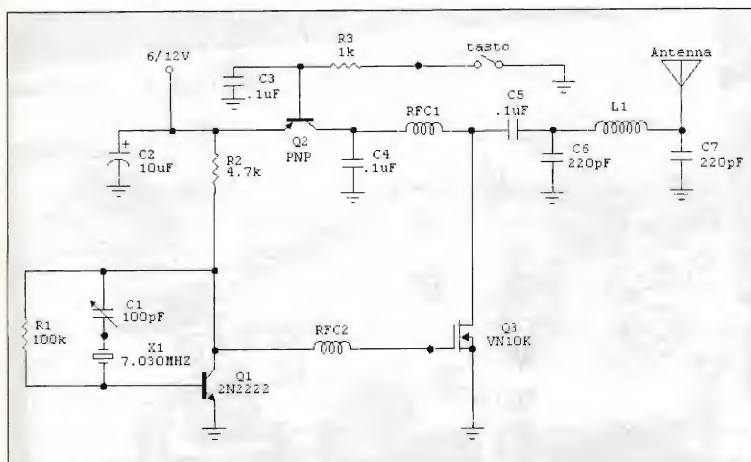 6/12V
R3
1k
tasto
Antenna
C3
.1uF
RFC1
C5
.1uF
L1
+
C2
10uF
R2
4.7k
Q2
PNP
C4
.1uF
C6
220pF
C7
220pF
R1
100k
C1
100pF
X1
7.030MHZ
RFC2
Q3
VN10K
Q1
2N2222